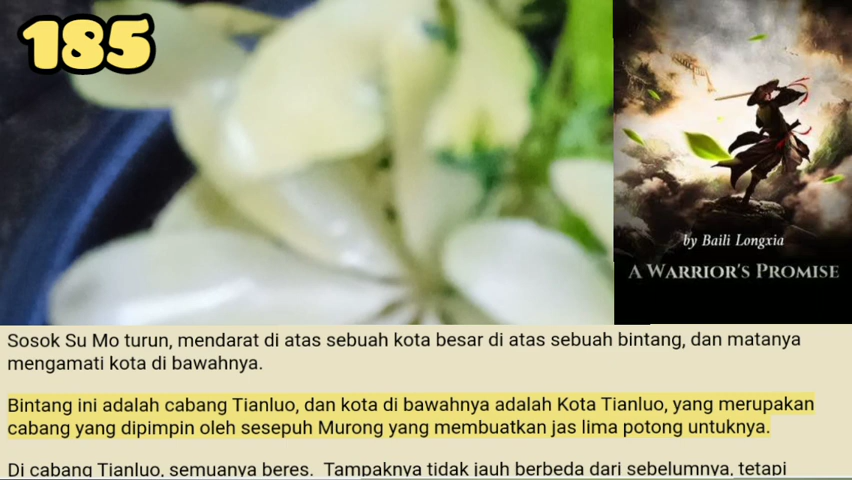 185
by Baili Longxia
A WARRIOR'S PROMISE
Sosok Su Mo turun, mendarat di atas sebuah kota besar di atas sebuah bintang, dan matanya
mengamati kota di bawahnya.
Bintang ini adalah cabang Tianluo, dan kota di bawahnya adalah Kota Tianluo, yang merupakan
cabang yang dipimpin oleh sesepuh Murong yang membuatkan jas lima potong untuknya.
Di cabang Tianluo, semuanya beres. Tampaknya tidak jauh berbeda dari sebelumnya, tetapi